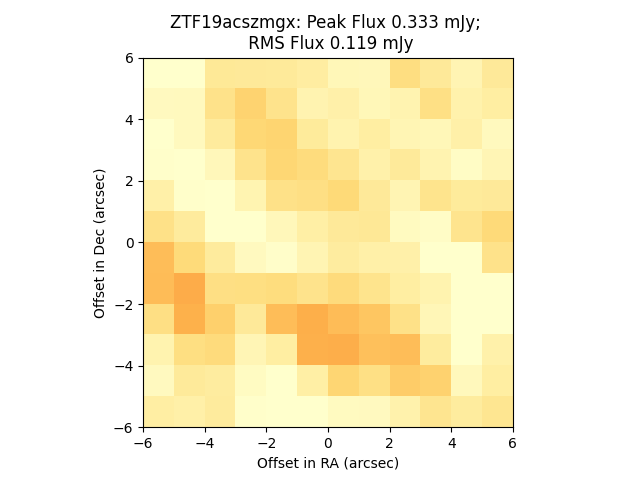 ZTF19acszmgx: Peak Flux 0.333 mJy;
RMS Flux 0.119 mJy
6
4
2
0
−2
−4
−6
Offset in Dec (arcsec)
−6 −4 −2 0 2 4 6
Offset in RA (arcsec)